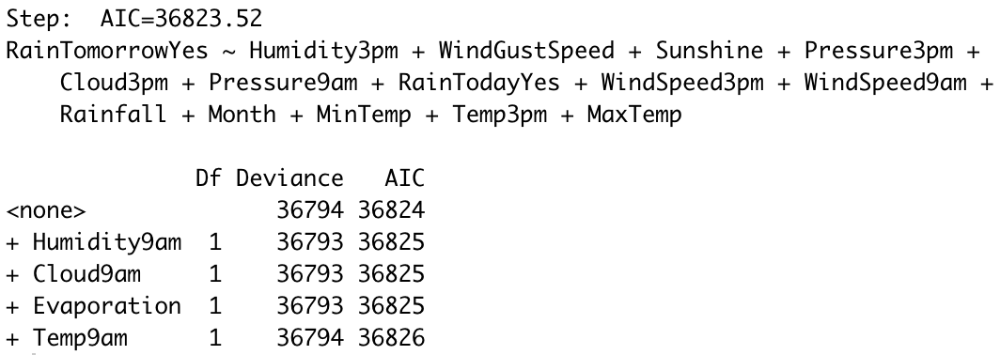 Step:  AIC=36823.52
RainTomorrowYes ~ Humidity3pm + WindGustSpeed + Sunshine + Pressure3pm +
    Cloud3pm + Pressure9am + RainTodayYes + WindSpeed3pm + WindSpeed9am +
    Rainfall + Month + MinTemp + Temp3pm + MaxTemp

              Df Deviance   AIC
<none>             36794 36824
+ Humidity9am  1    36793 36825
+ Cloud9am     1    36793 36825
+ Evaporation  1    36793 36825
+ Temp9am      1    36794 36826